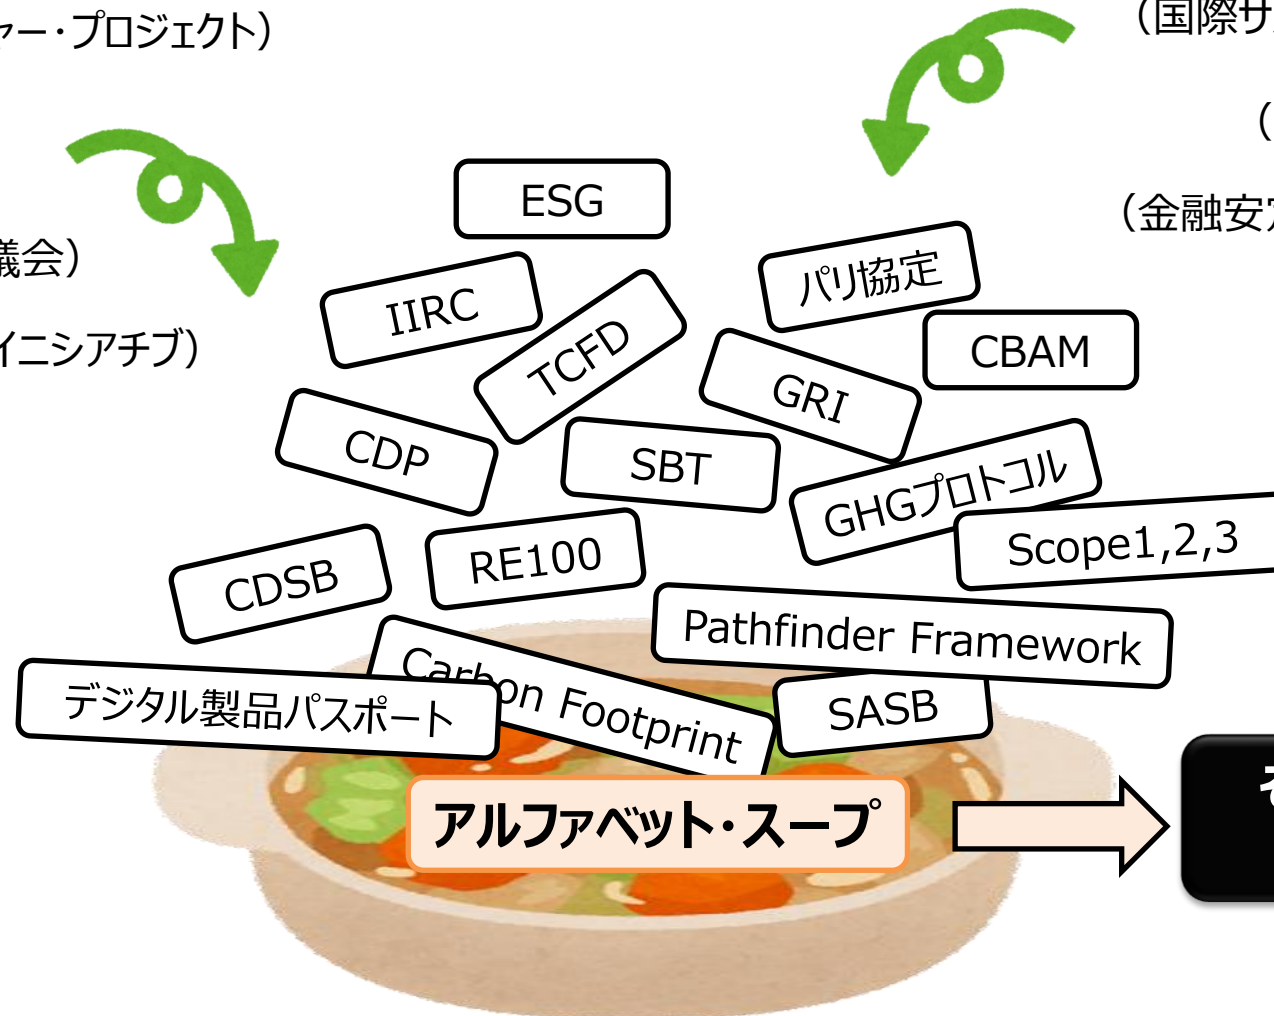 ャー・プロジェクト）
（国際サ
（
（金融安定
議会）
イニシアチブ）
ESG
パリ協定
IIRC
TCFD
CBAM
GRI
CDP
SBT
GHGプロトコル
Scope1,2,3
CDSB
RE100
Pathfinder Framework
Carbon Footprint
デジタル製品パスポート
SASB
アルファベット・スープ